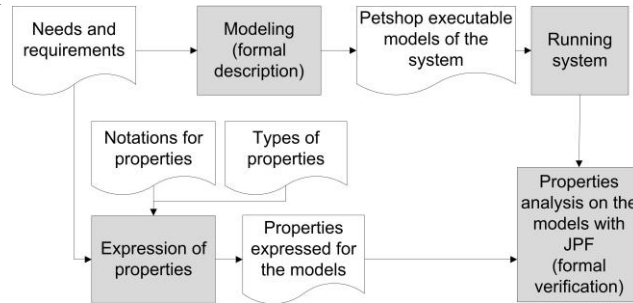 Needs and
requirements
Modeling
(formal
description)
Petshop executable
models of the
system
Running
system
Notations for
properties
Types of
properties
Expression of
properties
Properties
expressed for
the models
Properties
analysis on the
models with
JPF
(formal
verification)